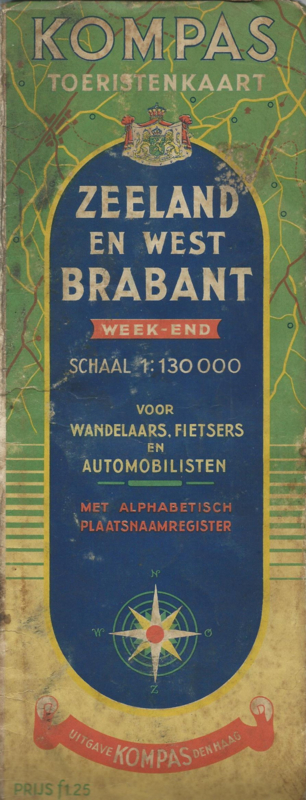 KOMPAS
TOERISTENKAART
ZEELAND
EN WEST
BRABANT
WEEK-END
SCHAAL 1:130 000
VOOR
WANDELAARS, FIETSERS
EN
AUTOMOBILISTEN
MET ALPHABETISCH
PLAATSNAAMREGISTER
N
W O
Z
UITGAVE KOMPAS DEN HAAG
PRIJS f1.25